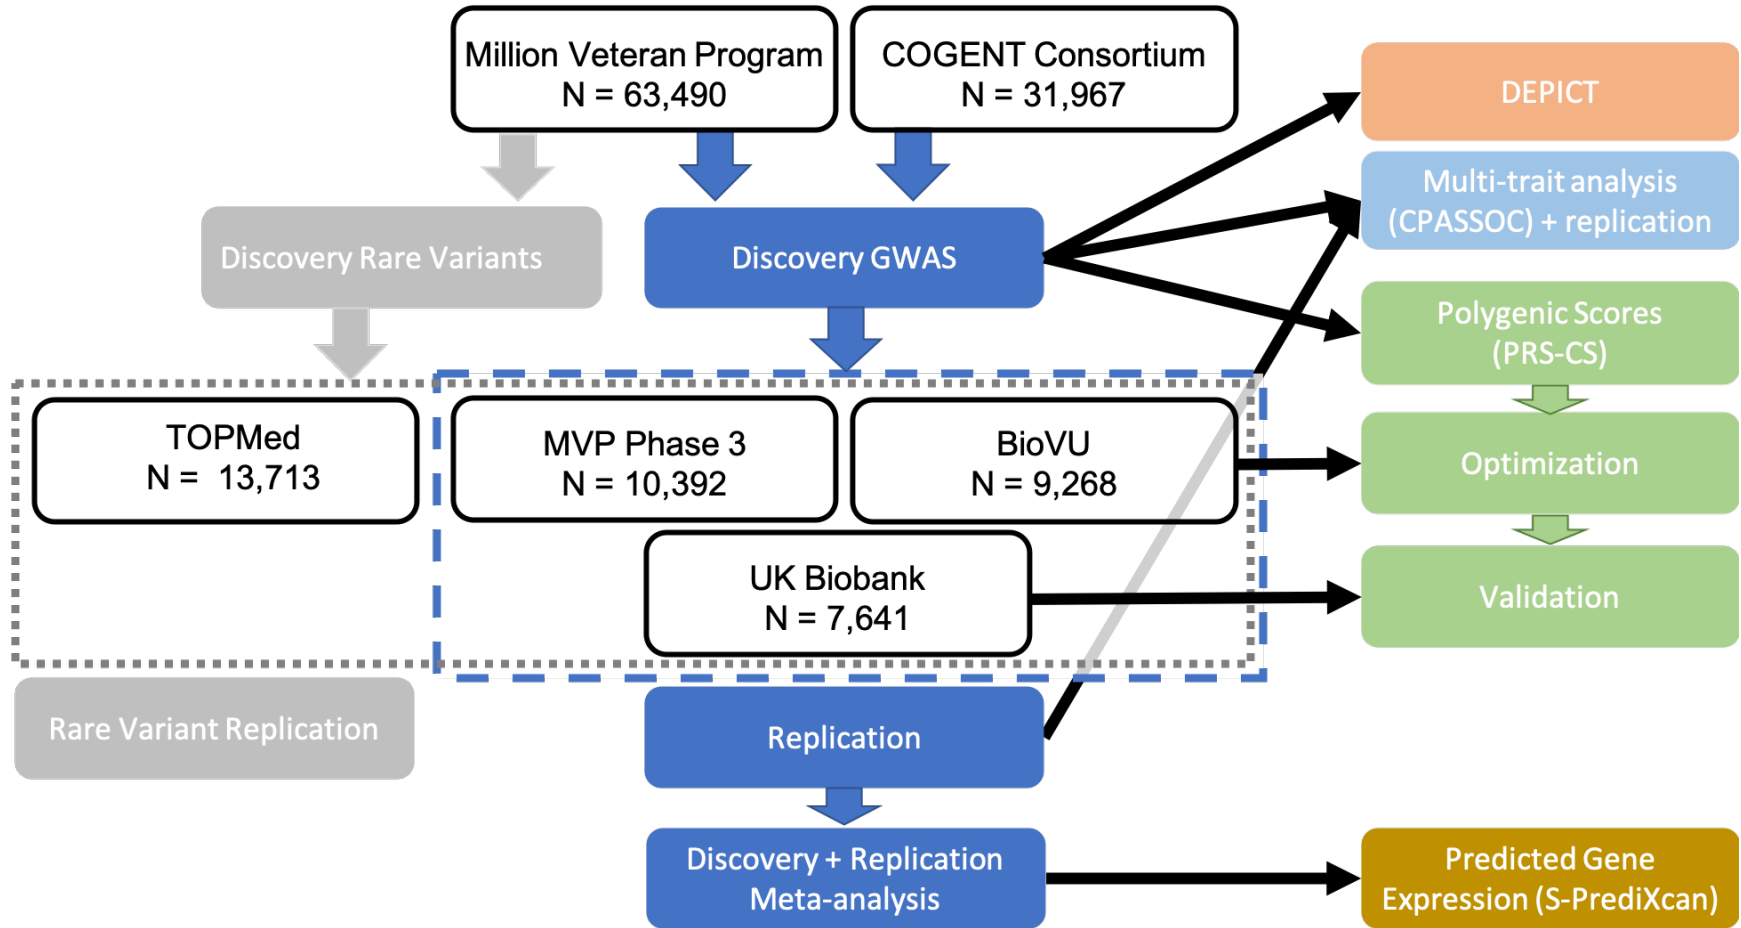 Million Veteran Program
N = 63,490
COGENT Consortium
N = 31,967
DEPICT
Multi-trait analysis
(CPASSOC) + replication
Discovery Rare Variants
Discovery GWAS
Polygenic Scores
(PRS-CS)
TOPMed
N = 13,713
MVP Phase 3
N = 10,392
BioVU
N = 9,268
Optimization
UK Biobank
N = 7,641
Validation
Rare Variant Replication
Replication
Discovery + Replication
Meta-analysis
Predicted Gene
Expression (S-PrediXcan)